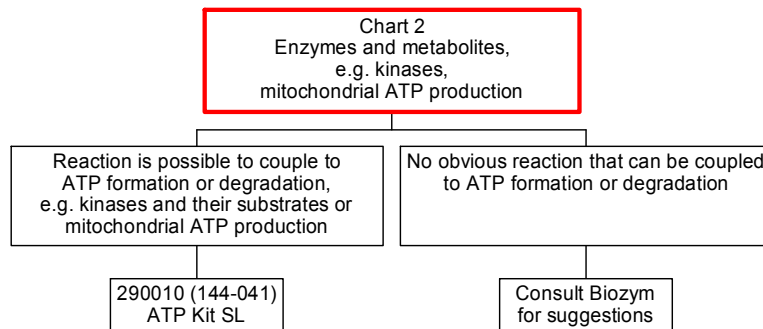 Chart 2
Enzymes and metabolites,
e.g. kinases,
mitochondrial ATP production
Reaction is possible to couple to
ATP formation or degradation,
e.g. kinases and their substrates or
mitochondrial ATP production
No obvious reaction that can be coupled
to ATP formation or degradation
290010 (144-041)
ATP Kit SL
Consult Biozym
for suggestions